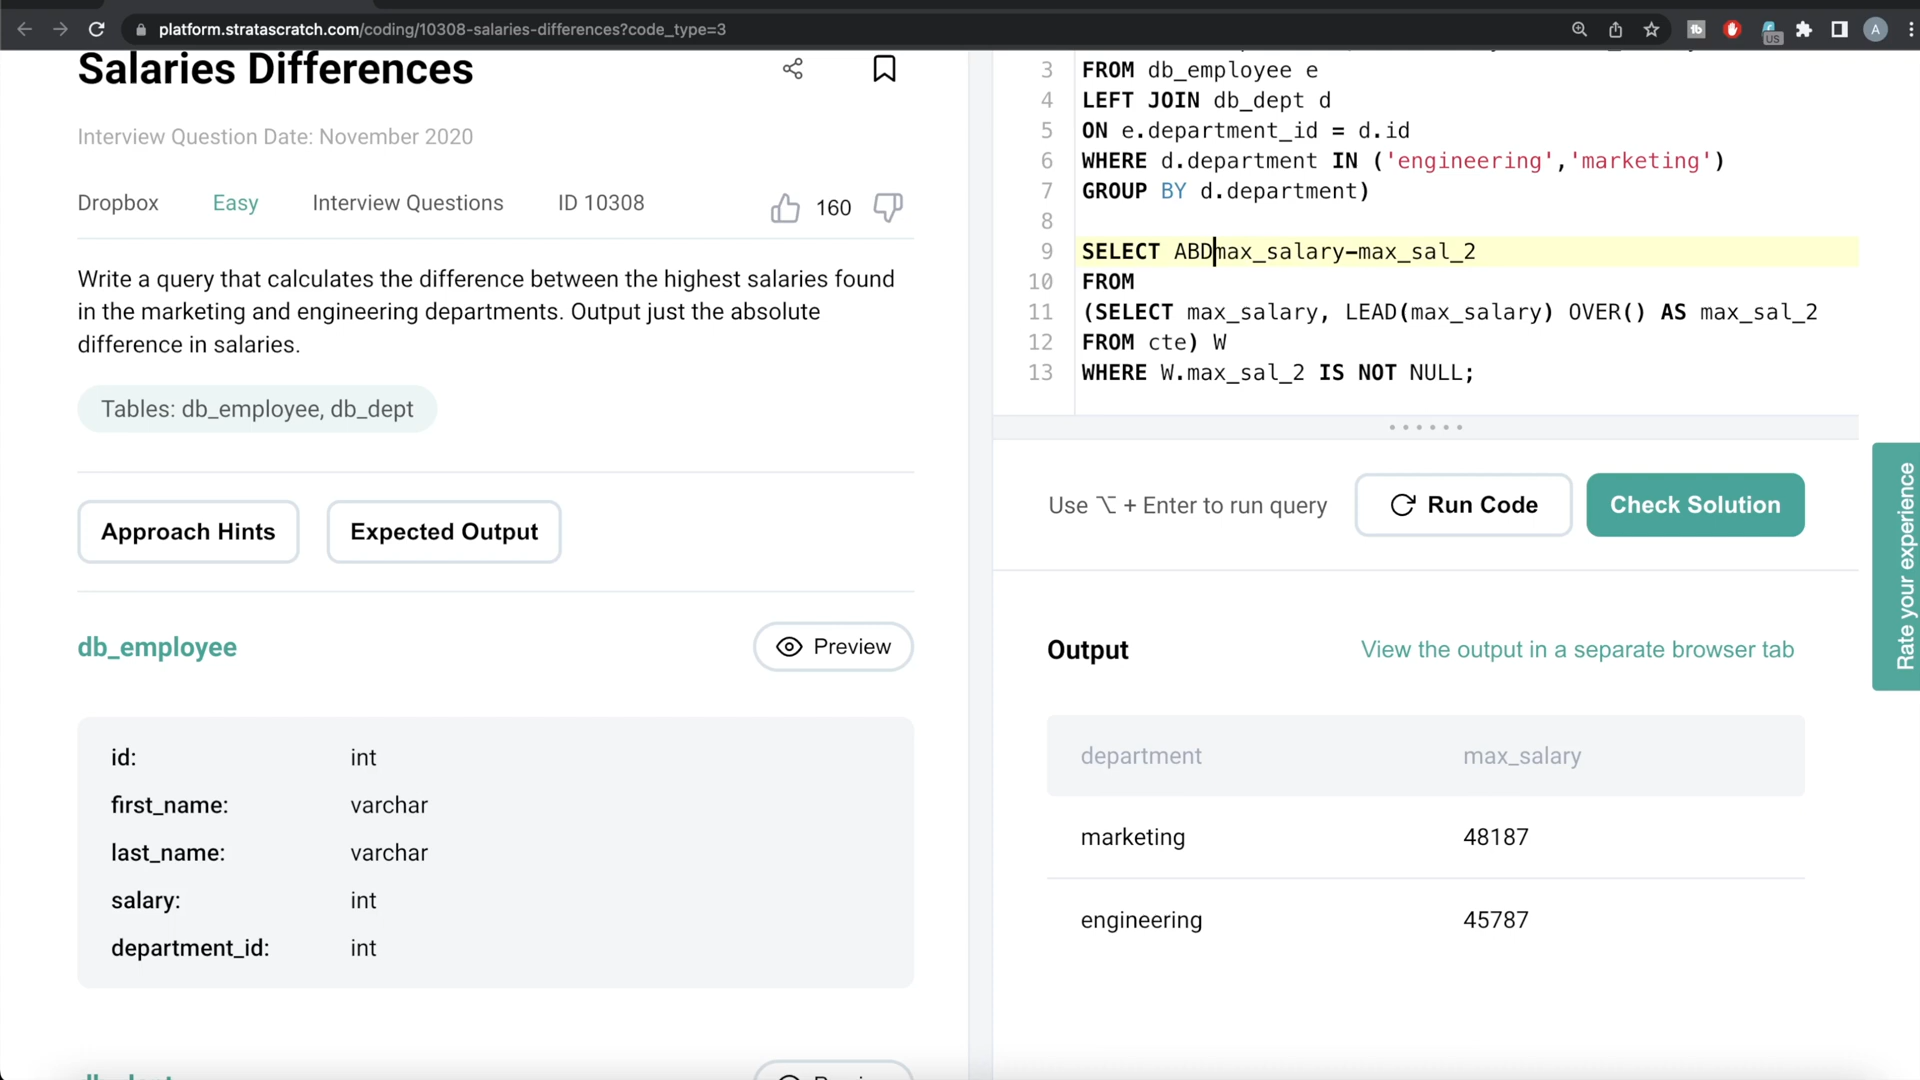 platform.stratascratch.com/coding/10308-salaries-differences?code_type=3
US
A
Salaries Differences
Interview Question Date: November 2020
Dropbox Easy Interview Questions ID 10308 160
Write a query that calculates the difference between the highest salaries found
in the marketing and engineering departments. Output just the absolute
difference in salaries.
Tables: db_employee, db_dept
Approach Hints Expected Output
db_employee Preview
id: int
first_name: varchar
last_name: varchar
salary: int
department_id: int
3 FROM db_employee e
4 LEFT JOIN db_dept d
5 ON e.department_id = d.id
6 WHERE d.department IN ('engineering','marketing')
7 GROUP BY d.department)
8
9 SELECT ABDmax_salary-max_sal_2
10 FROM
11 (SELECT max_salary, LEAD(max_salary) OVER() AS max_sal_2
12 FROM cte) W
13 WHERE W.max_sal_2 IS NOT NULL;
Use ⌥ + Enter to run query Run Code Check Solution
Output View the output in a separate browser tab
department max_salary
marketing 48187
engineering 45787
Rate your experience